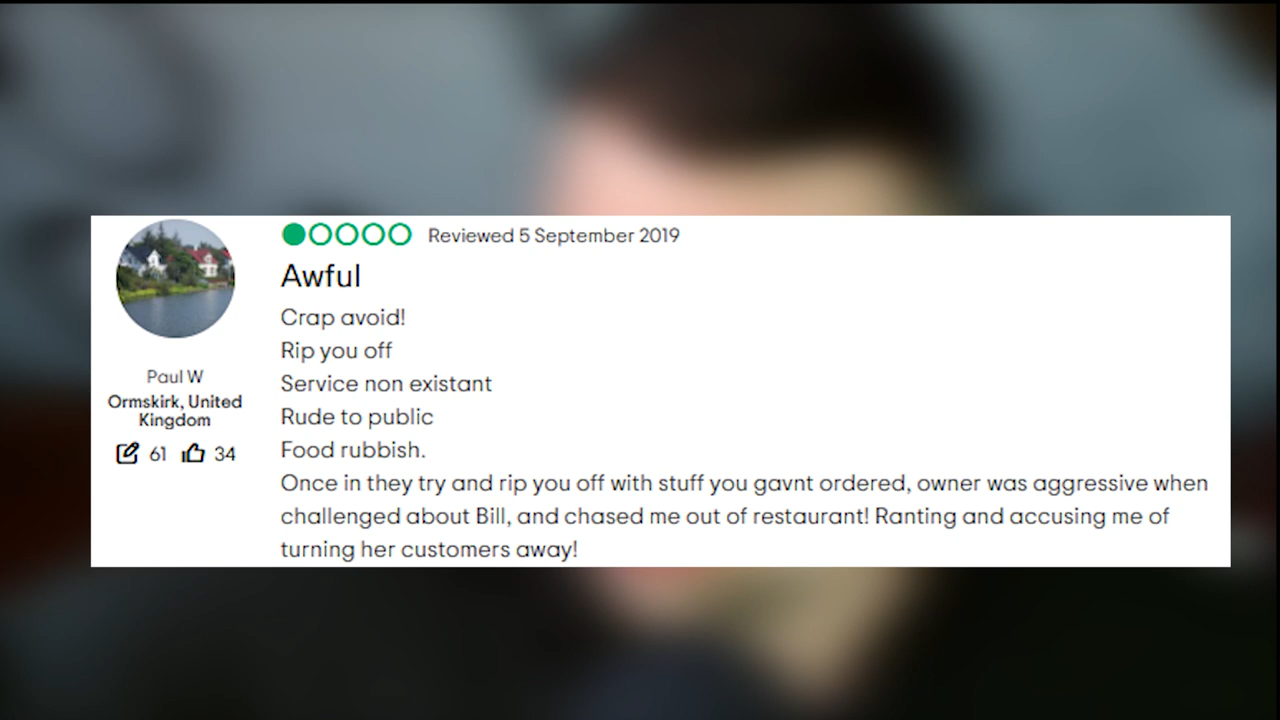 Reviewed 5 September 2019
Awful
Crap avoid!
Rip you off
Service non existant
Rude to public
Food rubbish.
Once in they try and rip you off with stuff you gavnt ordered, owner was aggressive when
challenged about Bill, and chased me out of restaurant! Ranting and accusing me of
turning her customers away!
Paul W
Ormskirk, United
Kingdom
61 34